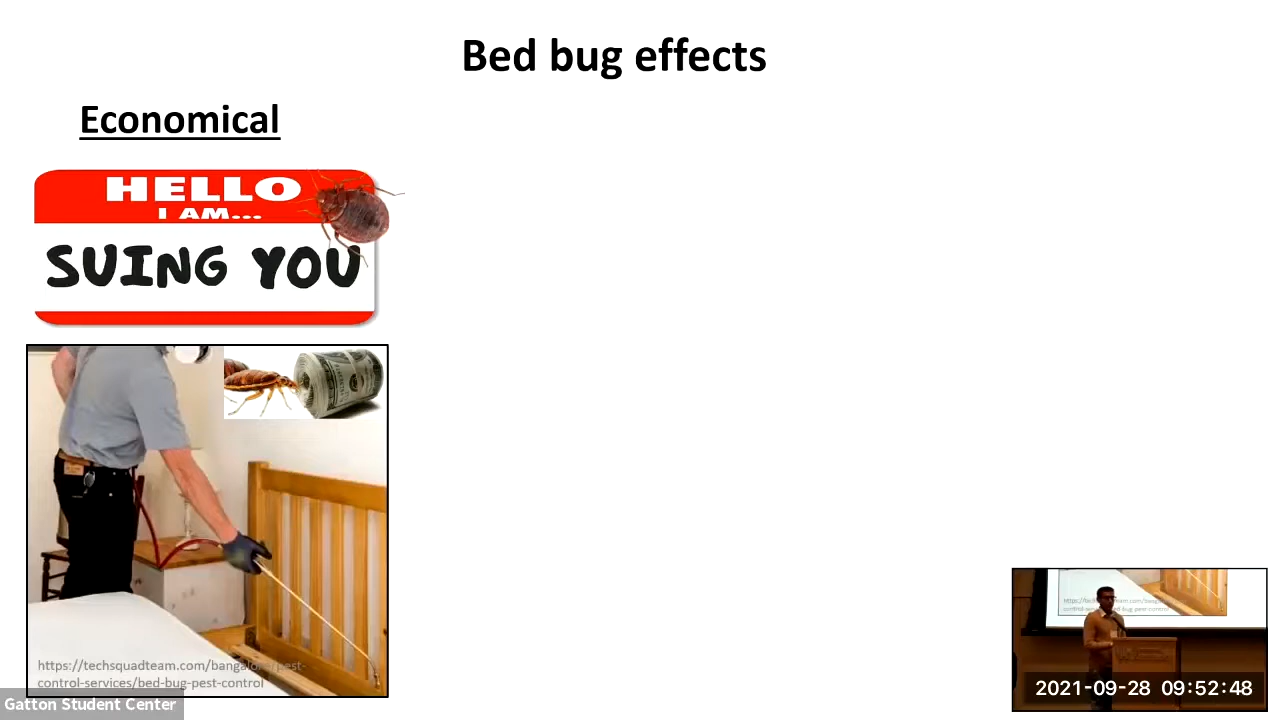 Bed bug effects
Economical
HELLO
I AM...
SUING YOU
https://techsquadteam.com/bangalore/pest-
control-services/bed-bug-pest-control
Gatton Student Center
2021-09-28 09:52:48